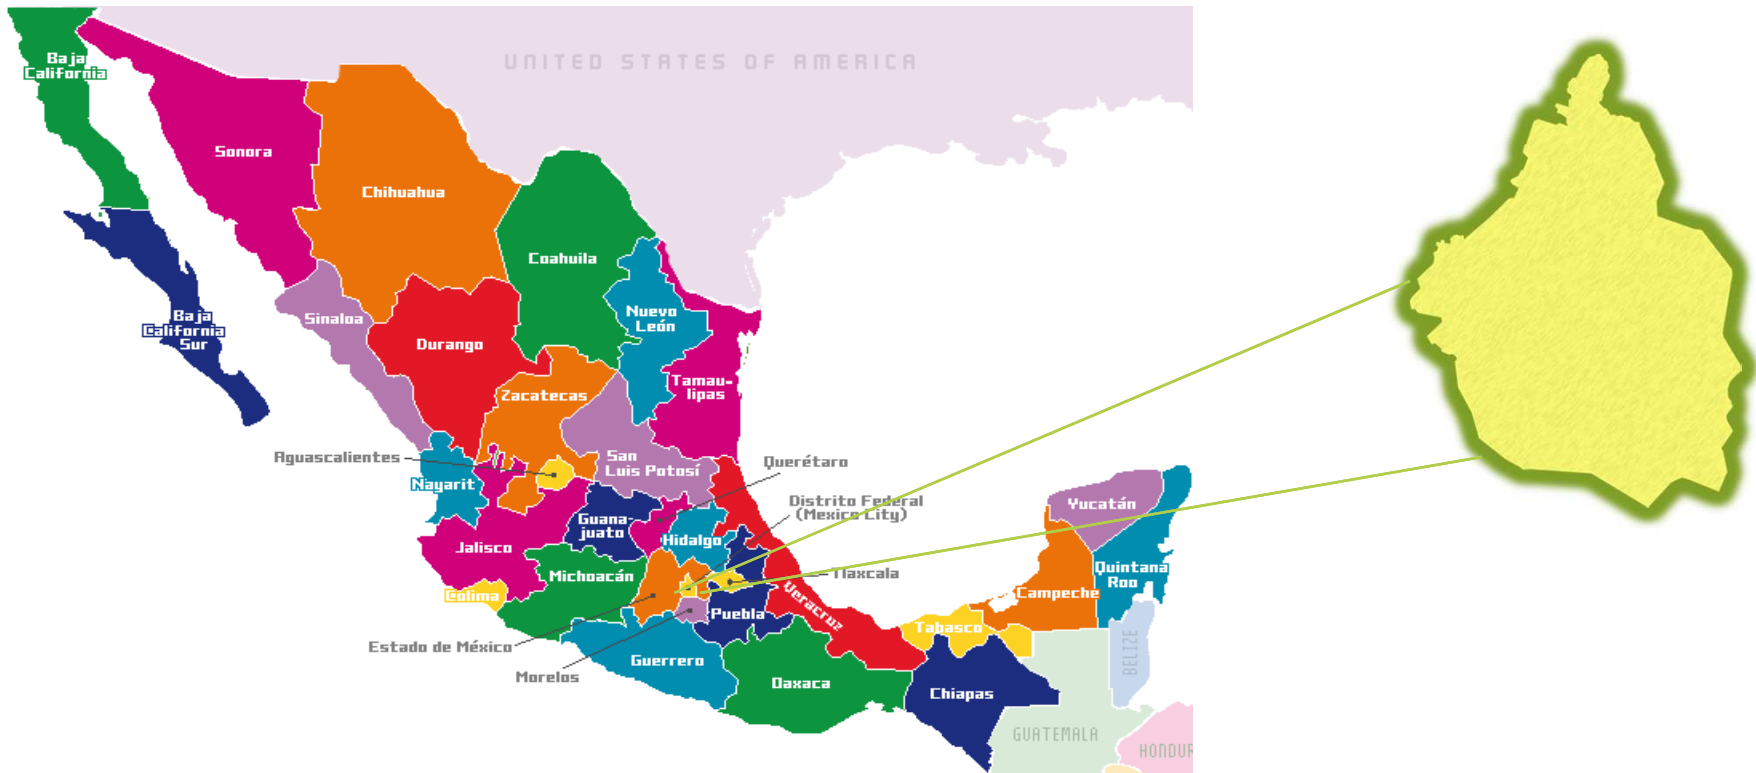 UNITED STATES OF AMERICA
Baja
California
Sonora
Chihuahua
Coahuila
Baja
California
Sur
Sinaloa
Nuevo
León
Durango
Tamau-
lipas
Zacatecas
Aguascalientes
San
Luis Potosí
Querétaro
Nayarit
Distrito Federal
(Mexico City)
Yucatán
Guana-
juato
Hidalgo
Jalisco
Michoacán
Tlaxcala
Quintana
Roo
Colima
Campeche
Veracruz
Puebla
Tabasco
Estado de México
Morelos
Guerrero
Oaxaca
Chiapas
BELIZE
GUATEMALA
HONDUR